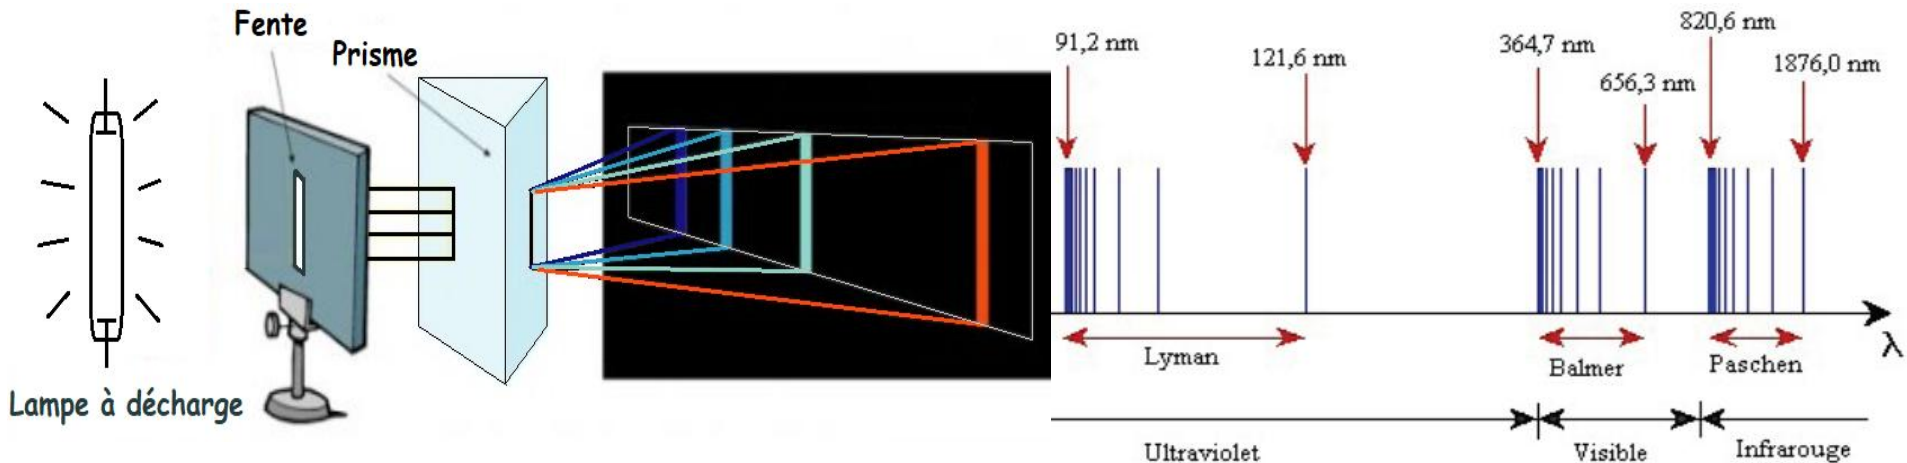 Fente
Prisme
Lampe à décharge
91,2 nm
121,6 nm
364,7 nm
656,3 nm
820,6 nm
1876,0 nm
λ
Lyman
Balmer
Paschen
Ultraviolet
Visible
Infrarouge